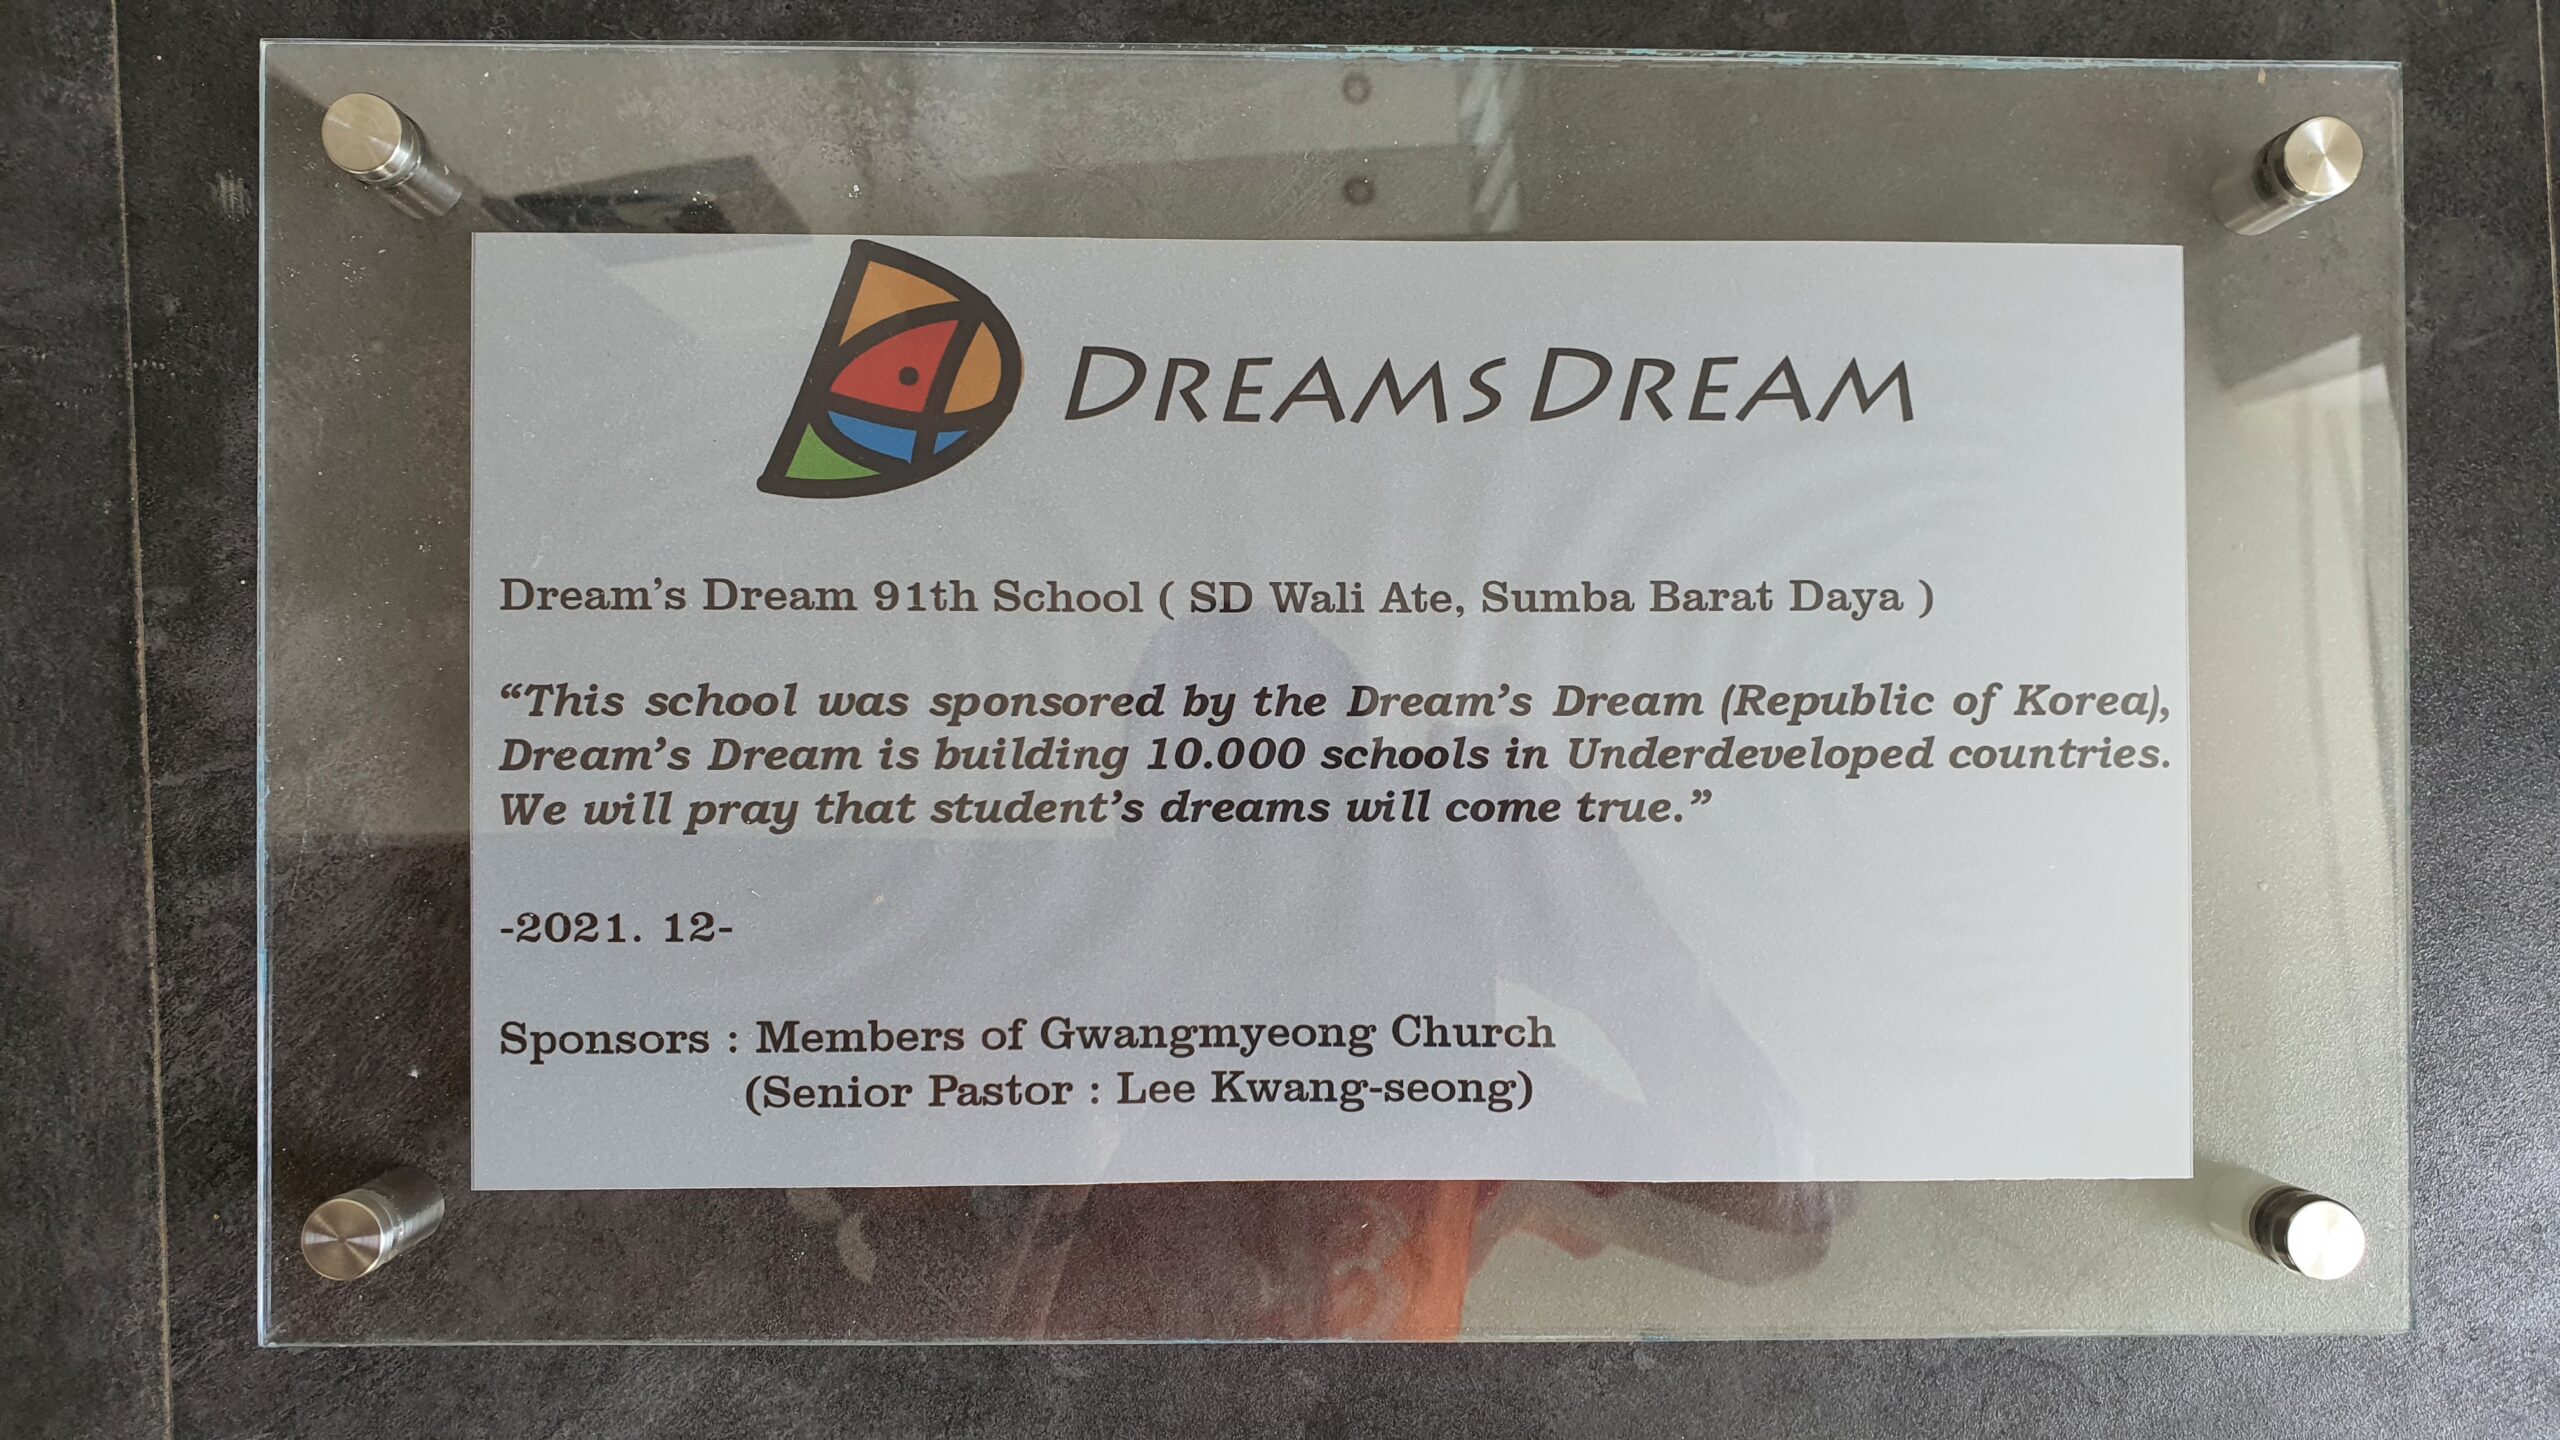 DREAMSDREAM
Dream’s Dream 91th School ( SD Wali Ate, Sumba Barat Daya )
“This school was sponsored by the Dream’s Dream (Republic of Korea),
Dream’s Dream is building 10.000 schools in Underdeveloped countries.
We will pray that student’s dreams will come true.”
-2021. 12-
Sponsors : Members of Gwangmyeong Church
(Senior Pastor : Lee Kwang-seong)